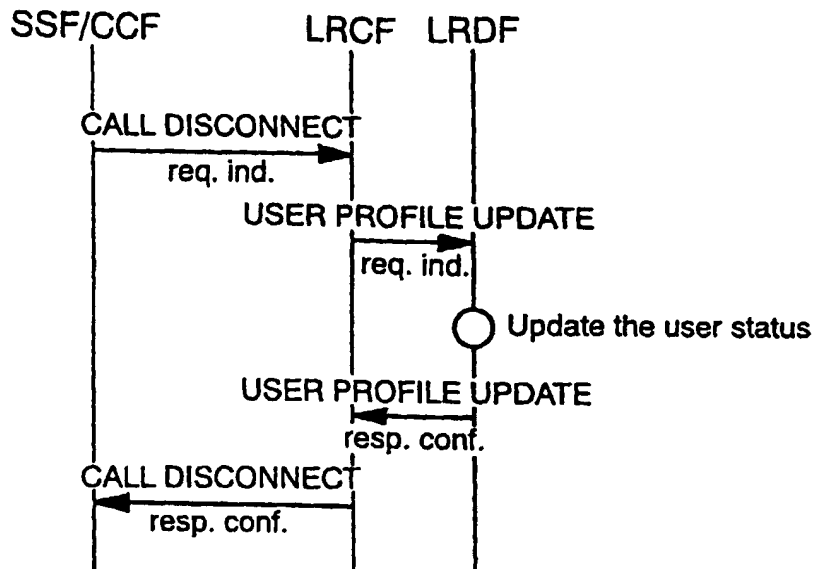 SSF/CCF LRCF LRDF
CALL DISCONNECT
req. ind.
USER PROFILE UPDATE
req. ind.
Update the user status
USER PROFILE UPDATE
resp. conf.
CALL DISCONNECT
resp. conf.